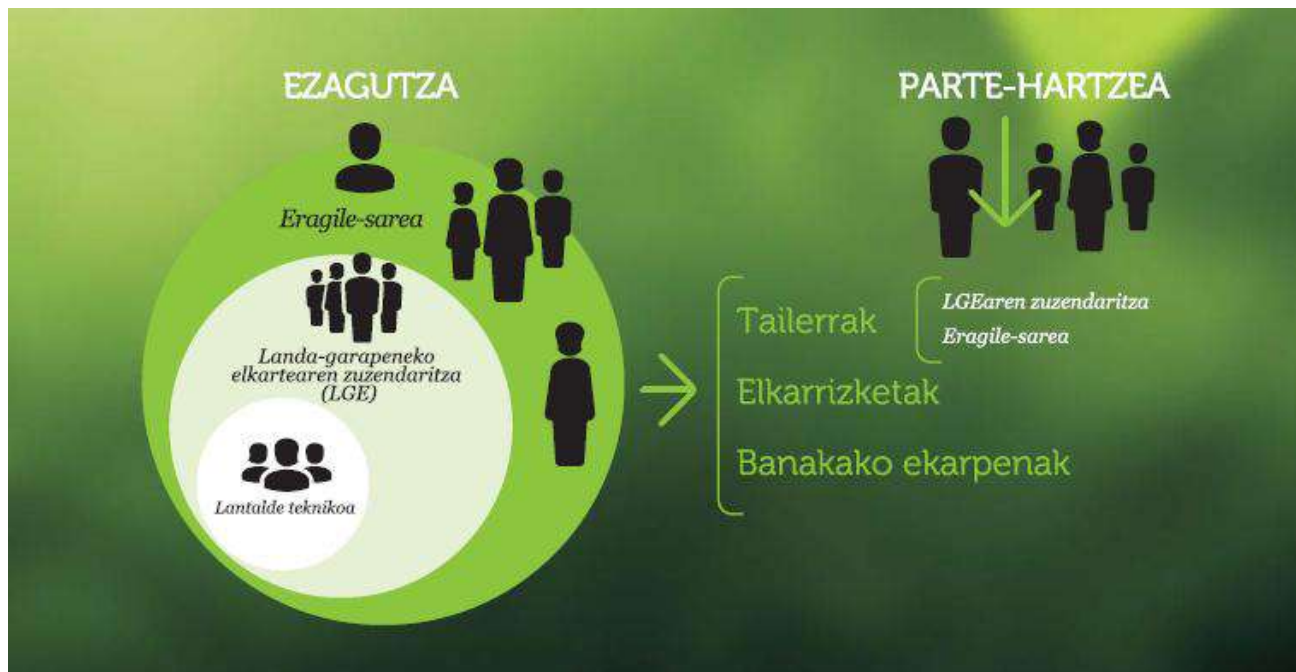 EZAGUTZA
Eragile-sarea
Landa-garapeneko
elkartearen zuzendaritza
(LGE)
Lantalde teknikoa
PARTE-HARTZEA
Tailerrak
LGEaren zuzendaritza
Eragile-sarea
Elkarrizketak
Banakako ekarpenak